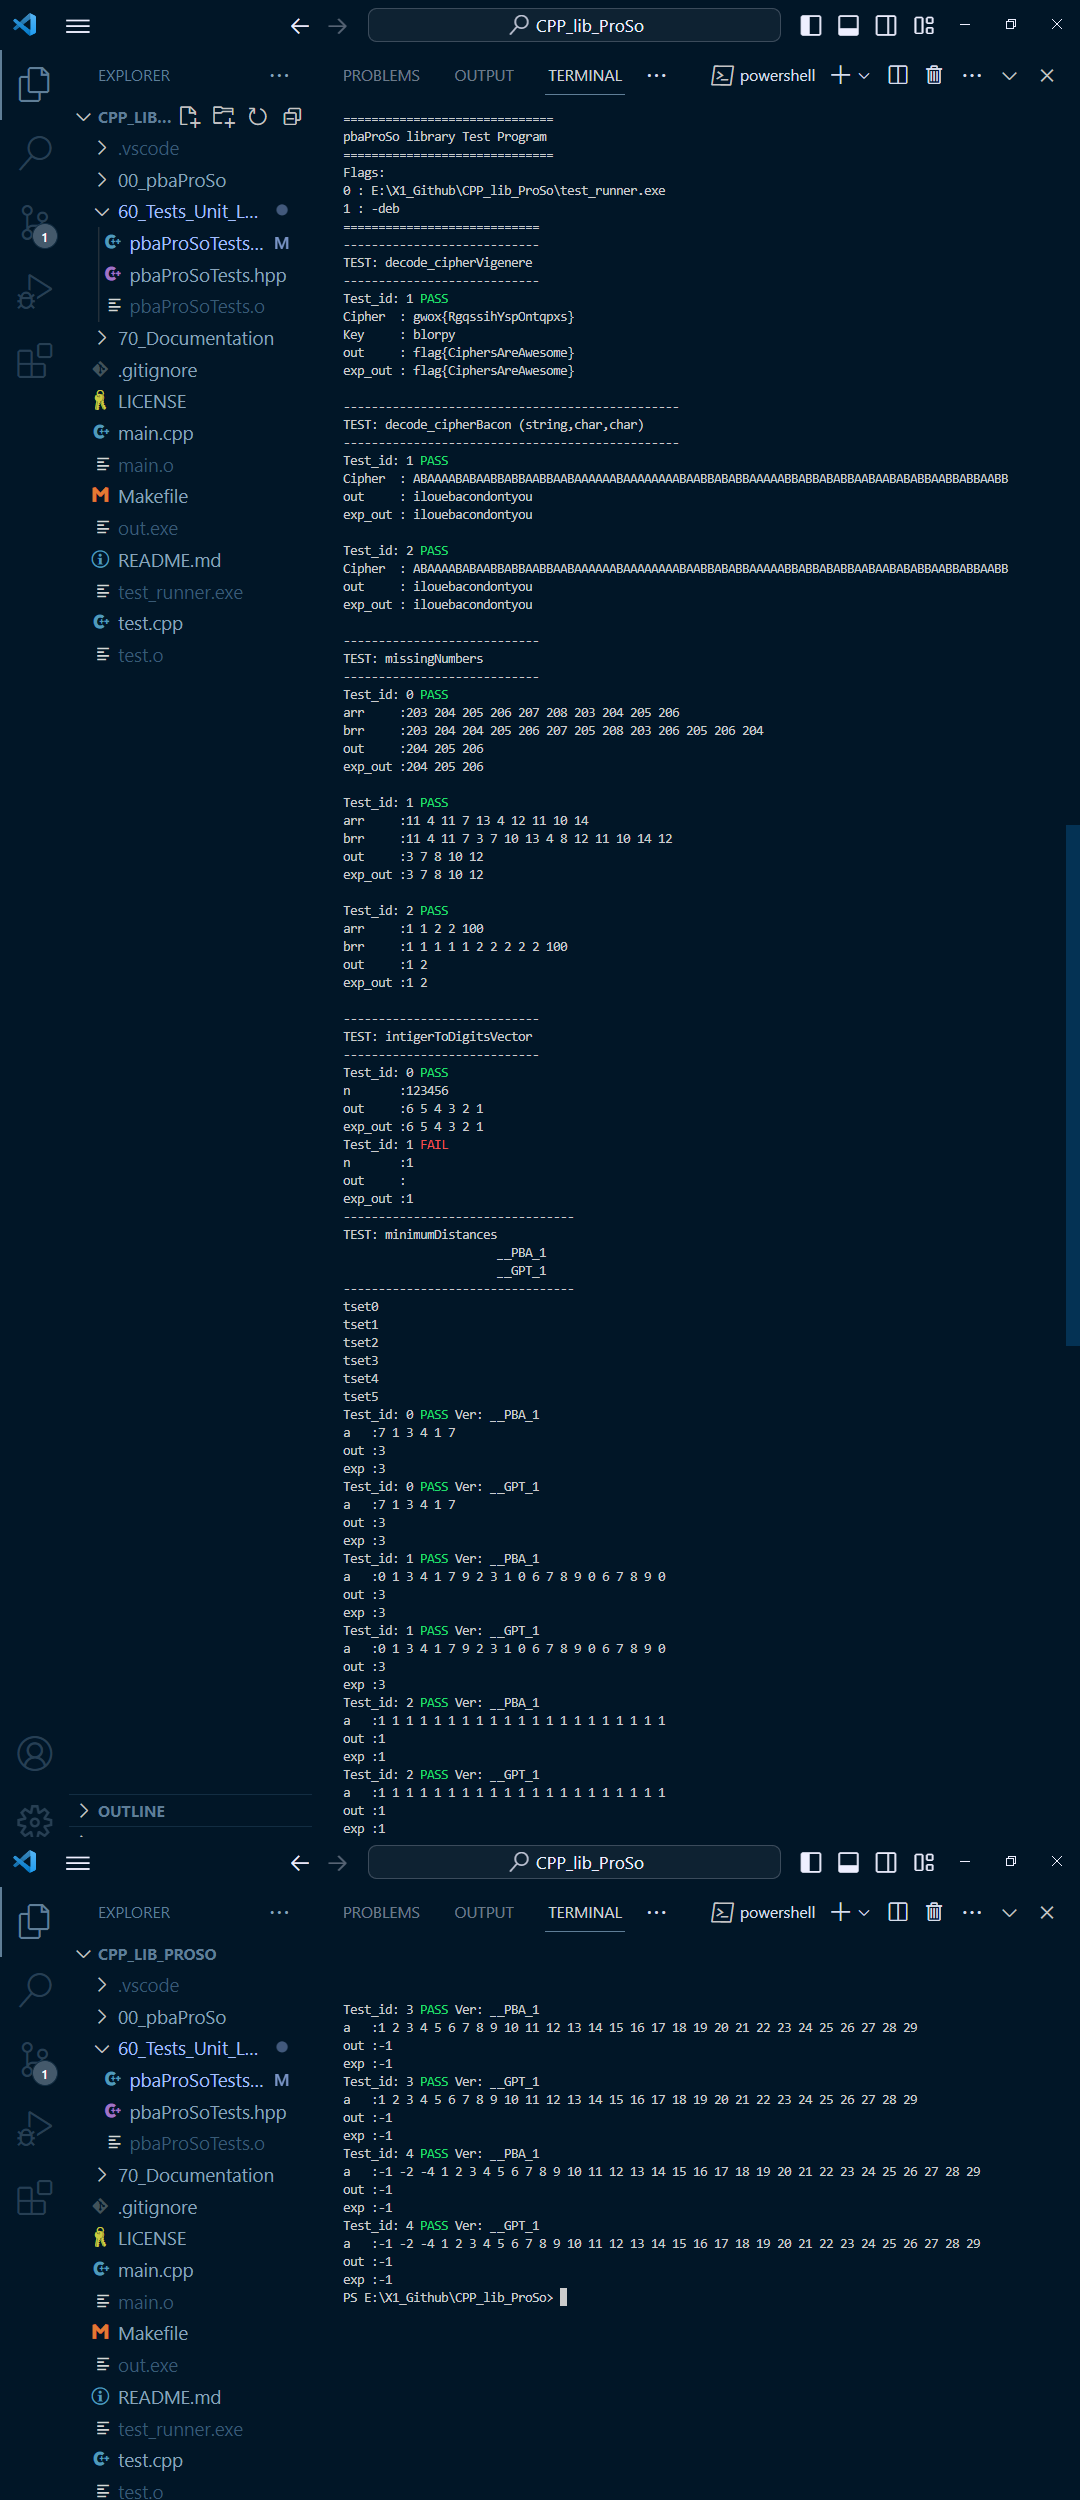 CPP_lib_ProSo
EXPLORER
PROBLEMS OUTPUT TERMINAL
powershell
CPP_LIB...
.vscode
00_pbaProSo
60_Tests_Unit_L...
pbaProSoTests... M
pbaProSoTests.hpp
pbaProSoTests.o
70_Documentation
.gitignore
LICENSE
main.cpp
main.o
Makefile
out.exe
README.md
test_runner.exe
test.cpp
test.o
1
OUTLINE
==============================
pbaProSo library Test Program
==============================
Flags:
0 : E:\X1_Github\CPP_lib_ProSo\test_runner.exe
1 : -deb
============================
----------------------------
TEST: decode_cipherVigenere
----------------------------
Test_id: 1 PASS
Cipher : gwox{RgqssihYspOntqpxs}
Key : blorpy
out : flag{CiphersAreAwesome}
exp_out : flag{CiphersAreAwesome}
------------------------------------------------
TEST: decode_cipherBacon (string,char,char)
------------------------------------------------
Test_id: 1 PASS
Cipher :
out : ilouebacondontyou
exp_out : ilouebacondontyou
Test_id: 2 PASS
Cipher :
out : ilouebacondontyou
exp_out : ilouebacondontyou
----------------------------
TEST: missingNumbers
----------------------------
Test_id: 0 PASS
arr :203 204 205 206 207 208 203 204 205 206
brr :203 204 204 205 206 207 205 208 203 206 205 206 204
out :204 205 206
exp_out :204 205 206
Test_id: 1 PASS
arr :11 4 11 7 13 4 12 11 10 14
brr :11 4 11 7 3 7 10 13 4 8 12 11 10 14 12
out :3 7 8 10 12
exp_out :3 7 8 10 12
Test_id: 2 PASS
arr :1 1 2 2 100
brr :1 1 1 1 1 2 2 2 2 2 100
out :1 2
exp_out :1 2
----------------------------
TEST: intigerToDigitsVector
----------------------------
Test_id: 0 PASS
n :123456
out :6 5 4 3 2 1
exp_out :6 5 4 3 2 1
Test_id: 1 FAIL
n :1
out :
exp_out :1
---------------------------------
TEST: minimumDistances
__PBA_1
__GPT_1
---------------------------------
tset0
tset1
tset2
tset3
tset4
tset5
Test_id: 0 PASS Ver: __PBA_1
a :7 1 3 4 1 7
out :3
exp :3
Test_id: 0 PASS Ver: __GPT_1
a :7 1 3 4 1 7
out :3
exp :3
Test_id: 1 PASS Ver: __PBA_1
a :0 1 3 4 1 7 9 2 3 1 0 6 7 8 9 0 6 7 8 9 0
out :3
exp :3
Test_id: 1 PASS Ver: __GPT_1
a :0 1 3 4 1 7 9 2 3 1 0 6 7 8 9 0 6 7 8 9 0
out :3
exp :3
Test_id: 2 PASS Ver: __PBA_1
a :1 1 1 1 1 1 1 1 1 1 1 1 1 1 1 1 1 1 1 1 1
out :1
exp :1
Test_id: 2 PASS Ver: __GPT_1
a :1 1 1 1 1 1 1 1 1 1 1 1 1 1 1 1 1 1 1 1 1
out :1
exp :1
CPP_lib_ProSo
EXPLORER
PROBLEMS OUTPUT TERMINAL
powershell
CPP_LIB_PROSO
.vscode
00_pbaProSo
60_Tests_Unit_L...
pbaProSoTests... M
pbaProSoTests.hpp
pbaProSoTests.o
70_Documentation
.gitignore
LICENSE
main.cpp
main.o
Makefile
out.exe
README.md
test_runner.exe
test.cpp
test.o
1
Test_id: 3 PASS Ver: __PBA_1
a :1 2 3 4 5 6 7 8 9 10 11 12 13 14 15 16 17 18 19 20 21 22 23 24 25 26 27 28 29
out :-1
exp :-1
Test_id: 3 PASS Ver: __GPT_1
a :1 2 3 4 5 6 7 8 9 10 11 12 13 14 15 16 17 18 19 20 21 22 23 24 25 26 27 28 29
out :-1
exp :-1
Test_id: 4 PASS Ver: __PBA_1
a :-1 -2 -4 1 2 3 4 5 6 7 8 9 10 11 12 13 14 15 16 17 18 19 20 21 22 23 24 25 26 27 28 29
out :-1
exp :-1
Test_id: 4 PASS Ver: __GPT_1
a :-1 -2 -4 1 2 3 4 5 6 7 8 9 10 11 12 13 14 15 16 17 18 19 20 21 22 23 24 25 26 27 28 29
out :-1
exp :-1
PS E:\X1_Github\CPP_lib_ProSo>